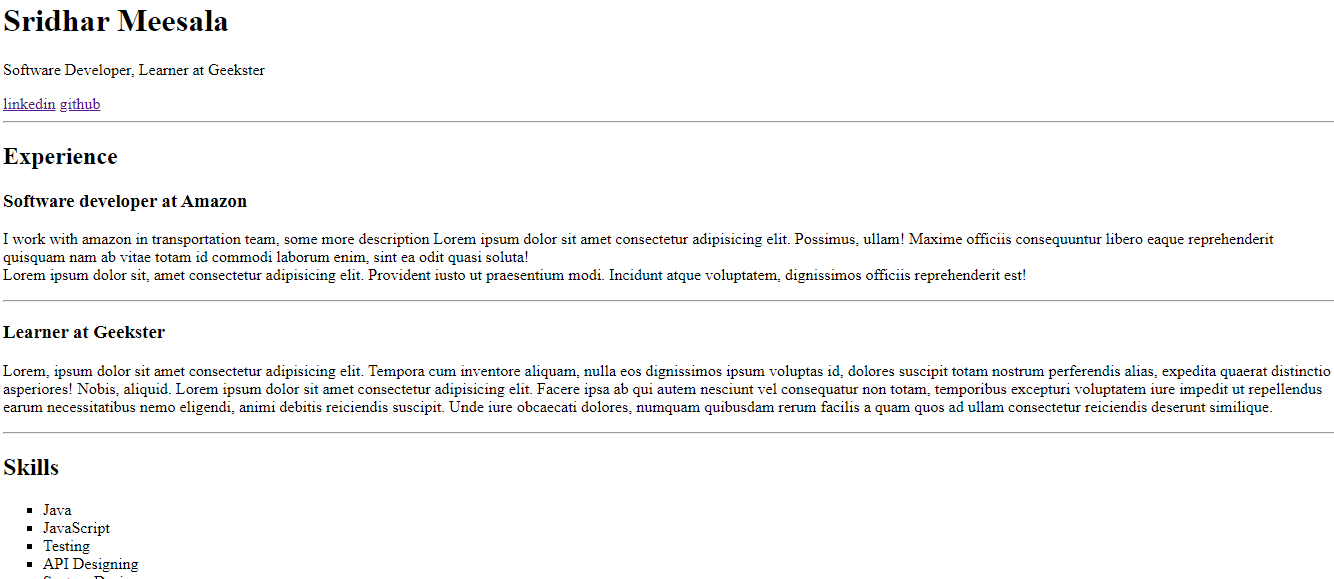 Sridhar Meesala
Software Developer, Learner at Geekster
linkedin github
Experience
Software developer at Amazon
I work with amazon in transportation team, some more description Lorem ipsum dolor sit amet consectetur adipisicing elit. Possimus, ullam! Maxime officiis consequuntur libero eaque reprehenderit
quisquam nam ab vitae totam id commodi laborum enim, sint ea odit quasi soluta!
Lorem ipsum dolor sit, amet consectetur adipisicing elit. Provident iusto ut praesentium modi. Incidunt atque voluptatem, dignissimos officiis reprehenderit est!
Learner at Geekster
Lorem, ipsum dolor sit amet consectetur adipisicing elit. Tempora cum inventore aliquam, nulla eos dignissimos ipsum voluptas id, dolores suscipit totam nostrum perferendis alias, expedita quaerat distinctio
asperiores! Nobis, aliquid. Lorem ipsum dolor sit amet consectetur adipisicing elit. Facere ipsa ab qui autem nesciunt vel consequatur non totam, temporibus excepturi voluptatem iure impedit ut repellendus
earum necessitatibus nemo eligendi, animi debitis reiciendis suscipit. Unde iure obcaecati dolores, numquam quibusdam rerum facilis a quam quos ad ullam consectetur reiciendis deserunt similique.
Skills
Java
JavaScript
Testing
API Designing